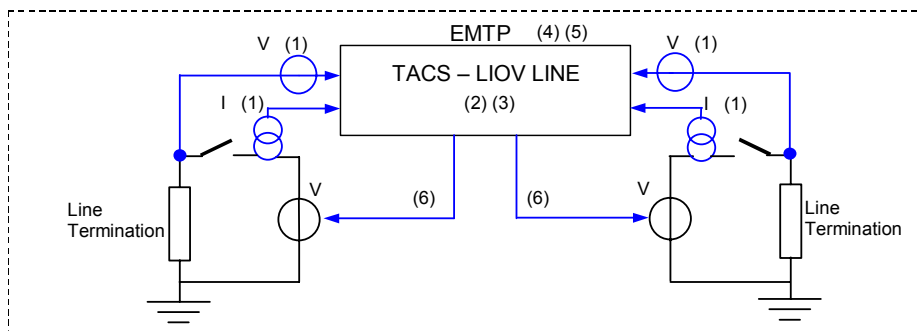 EMTP (4) (5)
V (1)
V (1)
TACS – LIOV LINE
(2) (3)
I (1)
I (1)
V
(6)
(6)
V
Line
Termination
Line
Termination